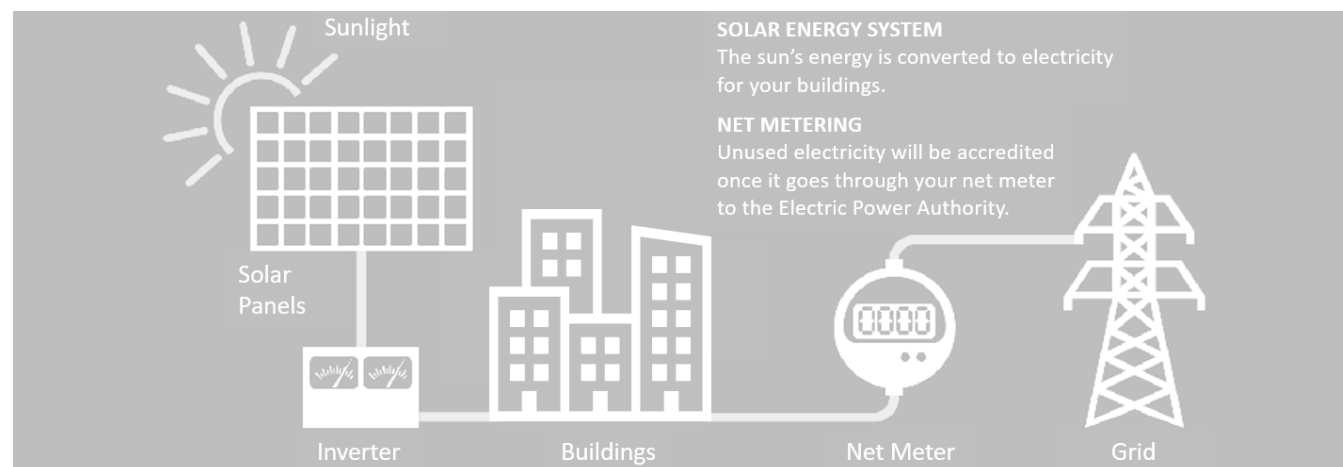 Sunlight
SOLAR ENERGY SYSTEM
The sun's energy is converted to electricity
for your buildings.
NET METERING
Unused electricity will be accredited
once it goes through your net meter
to the Electric Power Authority.
Solar
Panels
0000
Inverter
Buildings
Net Meter
Grid